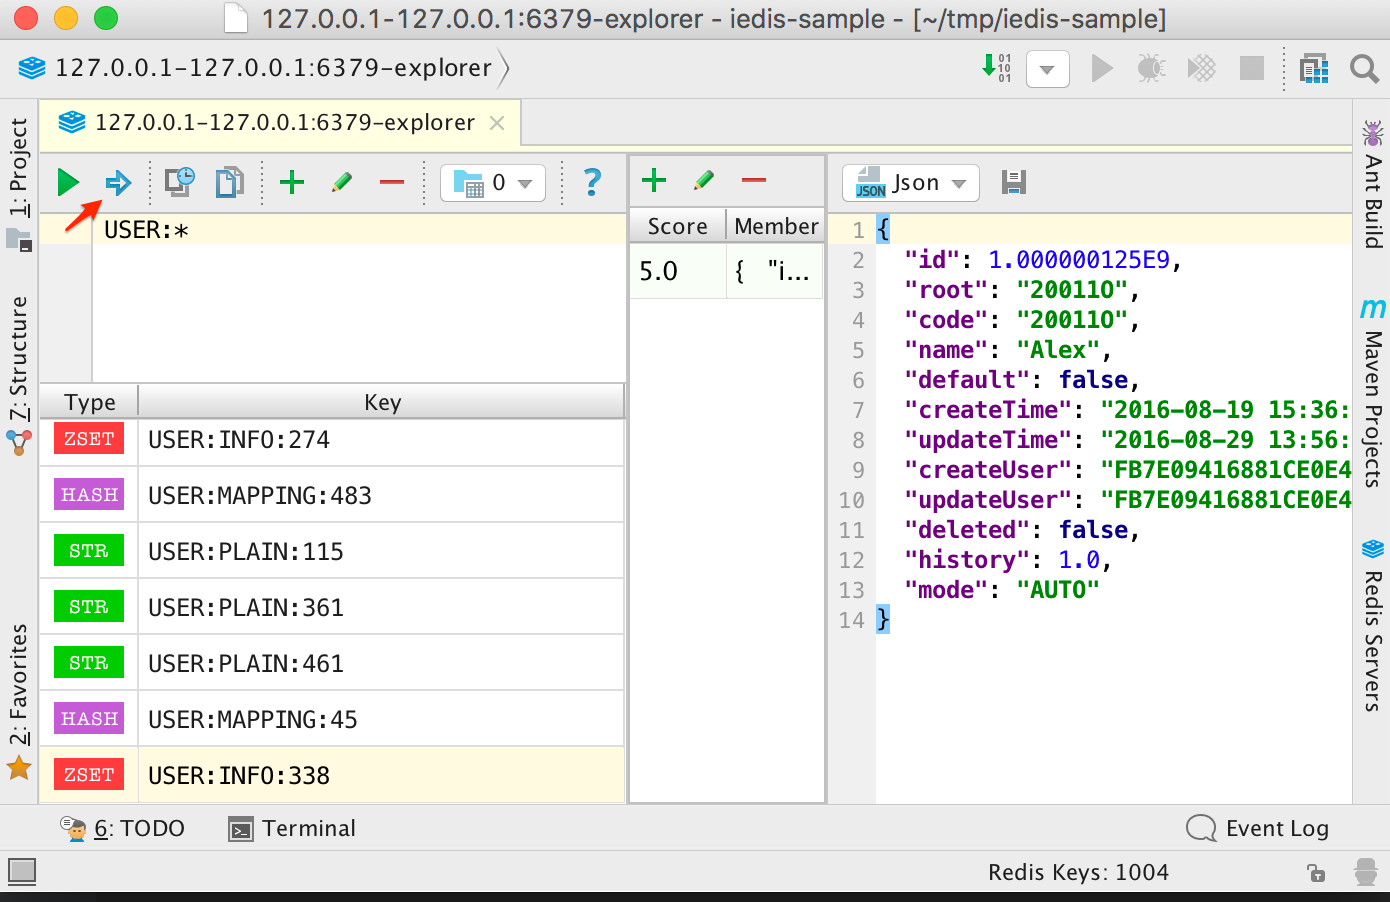 127.0.0.1-127.0.0.1:6379-explorer - iedis-sample - [~/tmp/iedis-sample]
127.0.0.1-127.0.0.1:6379-explorer
01
10
01
127.0.0.1-127.0.0.1:6379-explorer
1: Project
7: Structure
2: Favorites
0
?
USER:*
Type Key
ZSET USER:INFO:274
HASH USER:MAPPING:483
STR USER:PLAIN:115
STR USER:PLAIN:361
STR USER:PLAIN:461
HASH USER:MAPPING:45
ZSET USER:INFO:338
Score Member
5.0 { "i...
JSON Json
1 {
2 "id": 1.000000125E9,
3 "root": "20011O",
4 "code": "20011O",
5 "name": "Alex",
6 "default": false,
7 "createTime": "2016-08-19 15:36:
8 "updateTime": "2016-08-29 13:56:
9 "createUser": "FB7E09416881CE0E4
10 "updateUser": "FB7E09416881CE0E4
11 "deleted": false,
12 "history": 1.0,
13 "mode": "AUTO"
14 }
Ant Build
m Maven Projects
Redis Servers
6: TODO
Terminal
Event Log
Redis Keys: 1004